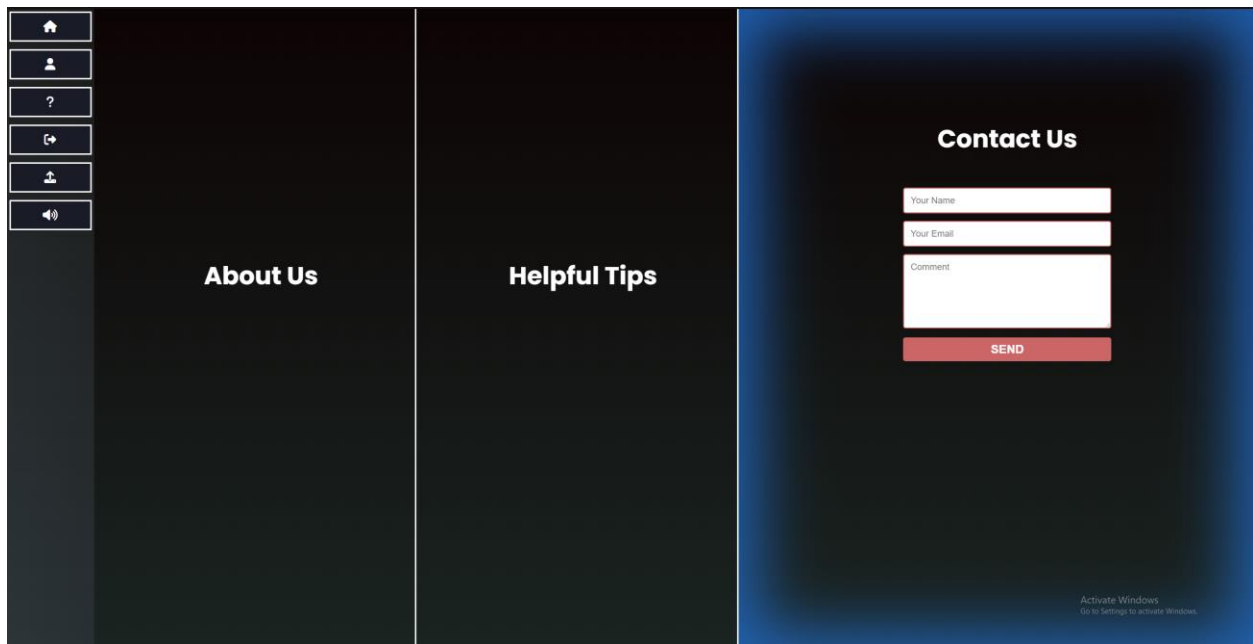 ?
About Us
Helpful Tips
Contact Us
Your Name
Your Email
Comment
SEND
Activate Windows
Go to Settings to activate Windows.